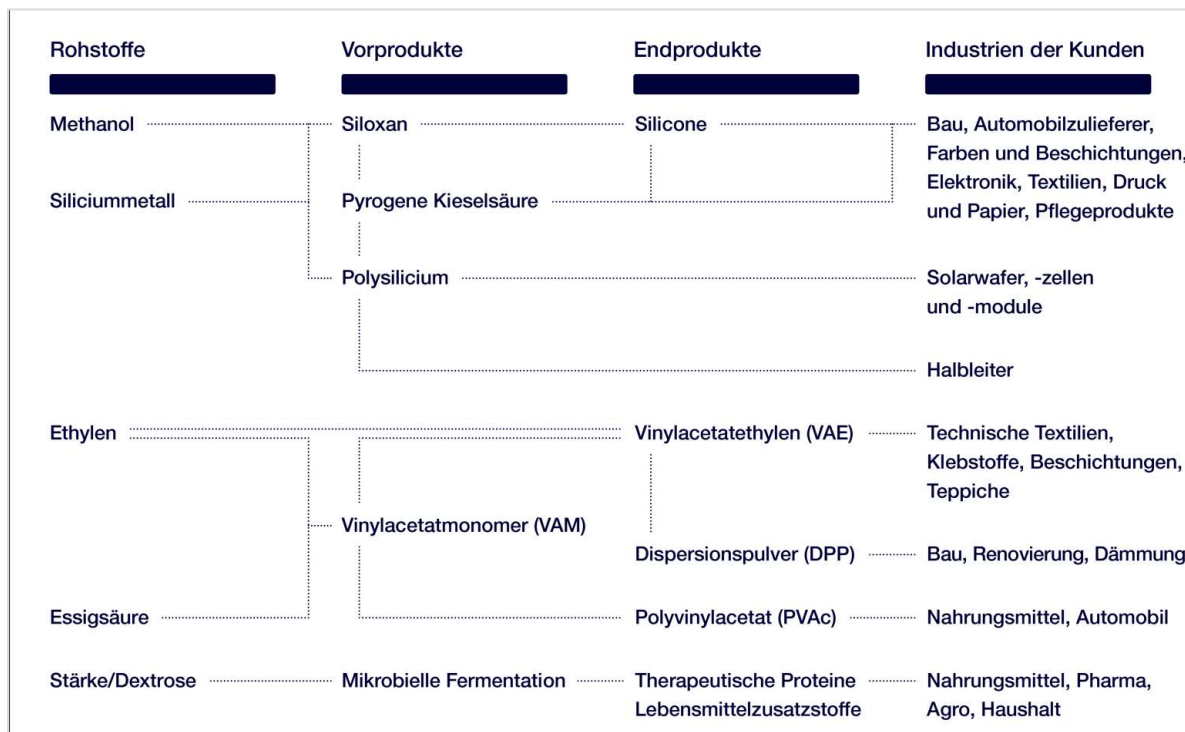 Rohstoffe
Vorprodukte
Endprodukte
Industrien der Kunden
Methanol
Siloxan
Silicone
Bau, Automobilzulieferer,
Farben und Beschichtungen,
Elektronik, Textilien, Druck
und Papier, Pflegeprodukte
Siliciummetall
Pyrogene Kieselsäure
Polysilicium
Solarwafer, -zellen
und -module
Halbleiter
Ethylen
Vinylacetatethylen (VAE)
Technische Textilien,
Klebstoffe, Beschichtungen,
Teppiche
Vinylacetatmonomer (VAM)
Dispersionspulver (DPP)
Bau, Renovierung, Dämmung
Essigsäure
Polyvinylacetat (PVAc)
Nahrungsmittel, Automobil
Stärke/Dextrose
Mikrobielle Fermentation
Therapeutische Proteine
Lebensmittelzusatzstoffe
Nahrungsmittel, Pharma,
Agro, Haushalt